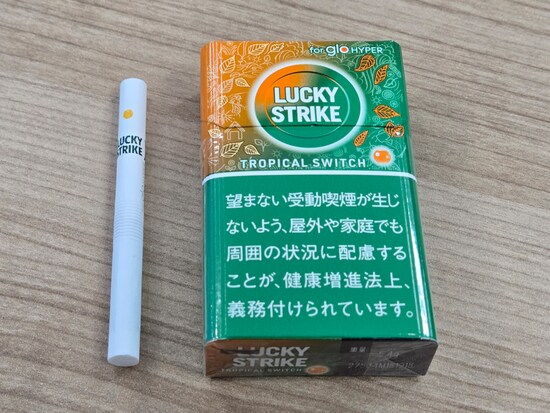 for glo HYPER
LUCKY
STRIKE
TROPICAL SWITCH
望まない受動喫煙が生じ
ないよう、屋外や家庭でも
周囲の状況に配慮する
ことが、健康増進法上、
義務付けられています。
LUCKY
STRIKE
TROPICAL SWITCH
LUCKY
STRIKE